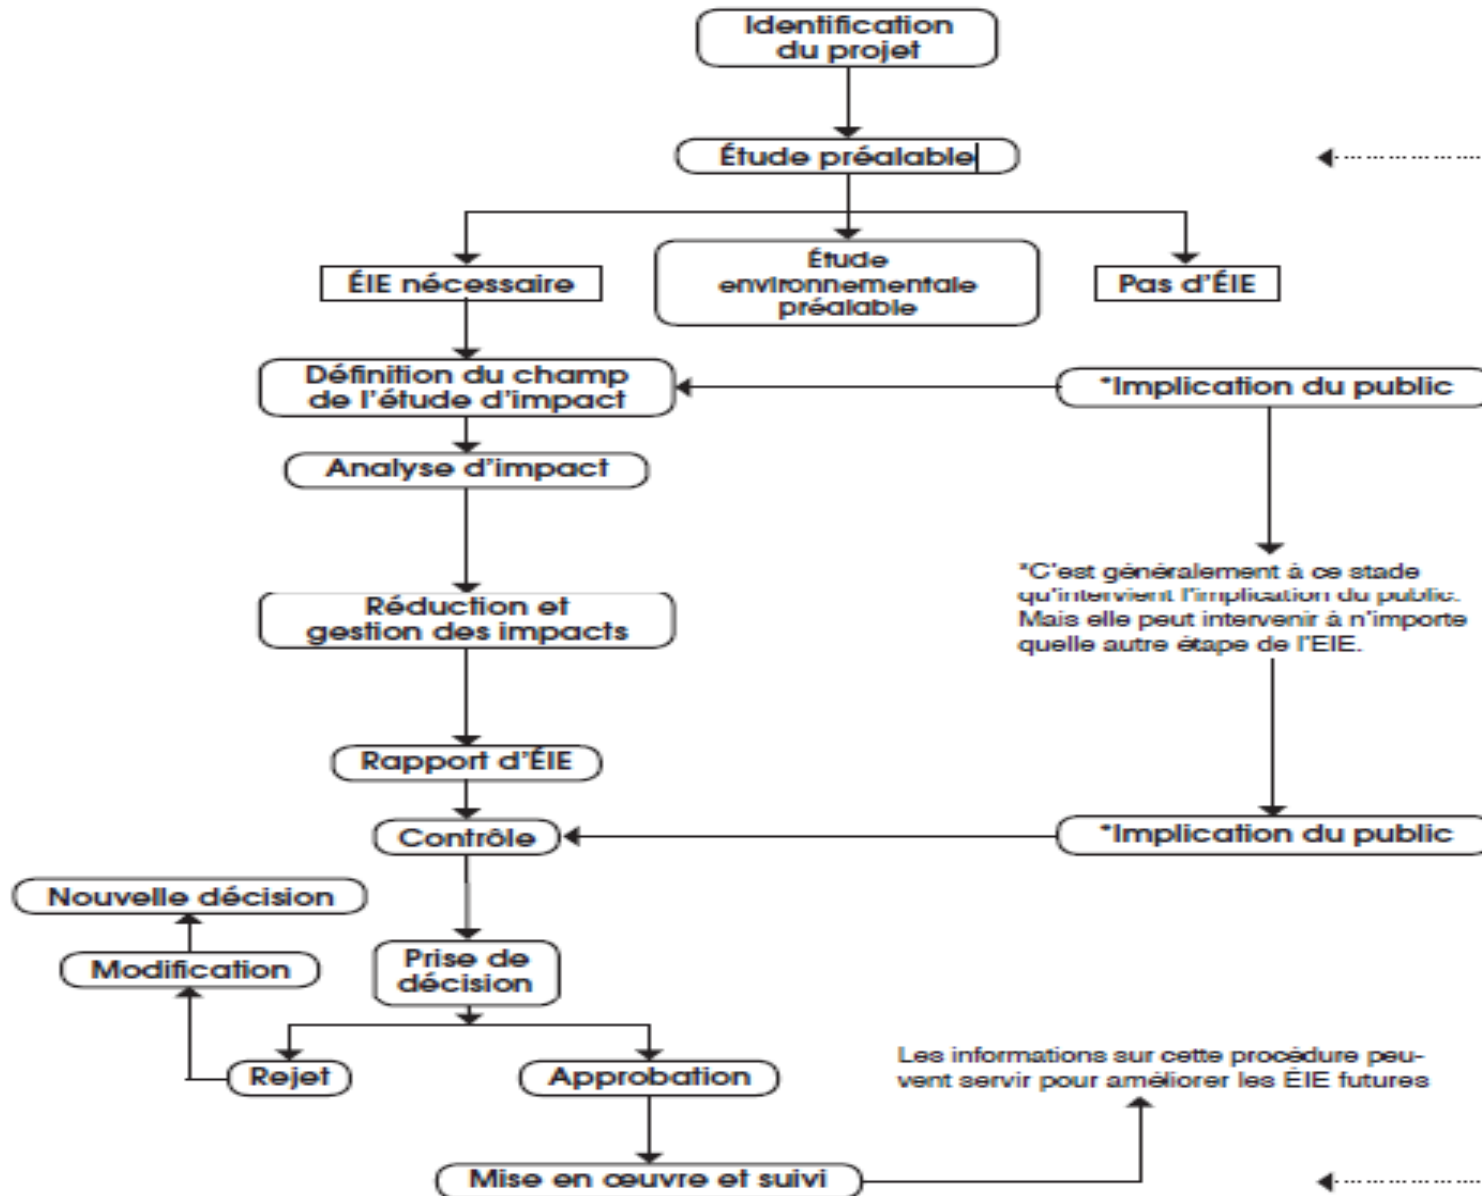 Identification
du projet
Étude préalable
ÉIE nécessaire
Étude
environnementale
préalable
Pas d'ÉIE
Définition du champ
de l'étude d'impact
*Implication du public
Analyse d'impact
*C'est généralement à ce stade
qu'intervient l'implication du public.
Mais elle peut intervenir à n'importe
quelle autre étape de l'EIE.
Réduction et
gestion des impacts
Rapport d'ÉIE
Contrôle
*Implication du public
Nouvelle décision
Modification
Prise de
décision
Rejet
Approbation
Les informations sur cette procédure peu-
vent servir pour améliorer les ÉIE futures
Mise en œuvre et suivi